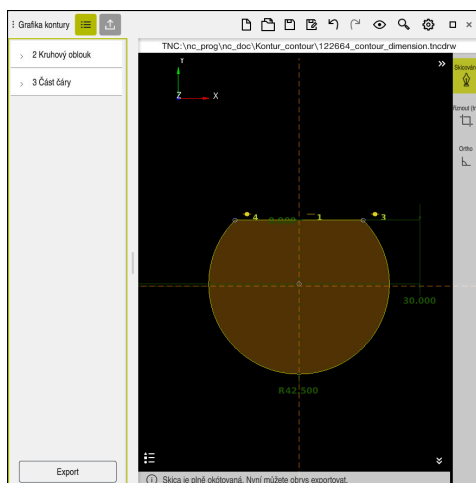 Grafika kontury
TNC:\nc_prog\nc_doc\Kontur_contour\122664_contour_dimension.tncdrw
2 Kruhový oblouk
3 Část čáry
Y
Z
X
Skicován
Ortho
4
1
3
30.000
R42.500
Export
Skica je plně okótovaná. Nyní můžete obrys exportovat.